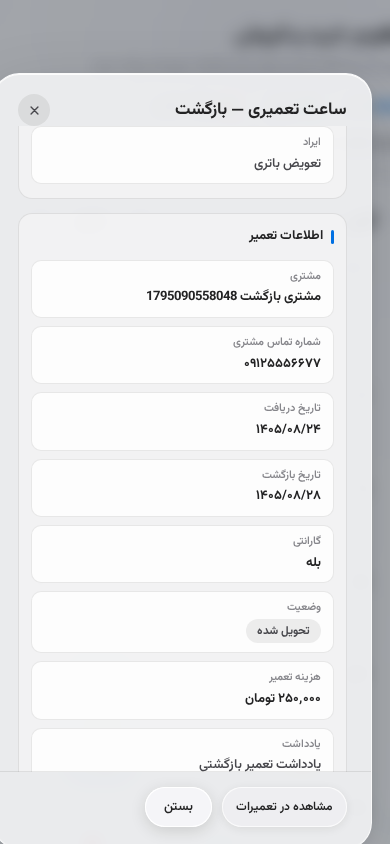 ساعت تعمیری — بازگشت
ایراد
تعویض باتری
اطلاعات تعمیر
مشتری
مشتری بازگشت 1795090558048
شماره تماس مشتری
۰۹۱۲۵۵۵۶۶۷۷
تاریخ دریافت
۱۴۰۵/۰۸/۲۴
تاریخ بازگشت
۱۴۰۵/۰۸/۲۸
گارانتی
بله
وضعیت
تحویل شده
هزینه تعمیر
۲۵۰,۰۰۰ تومان
یادداشت
یادداشت تعمیر بازگشتی
مشاهده در تعمیرات
بستن